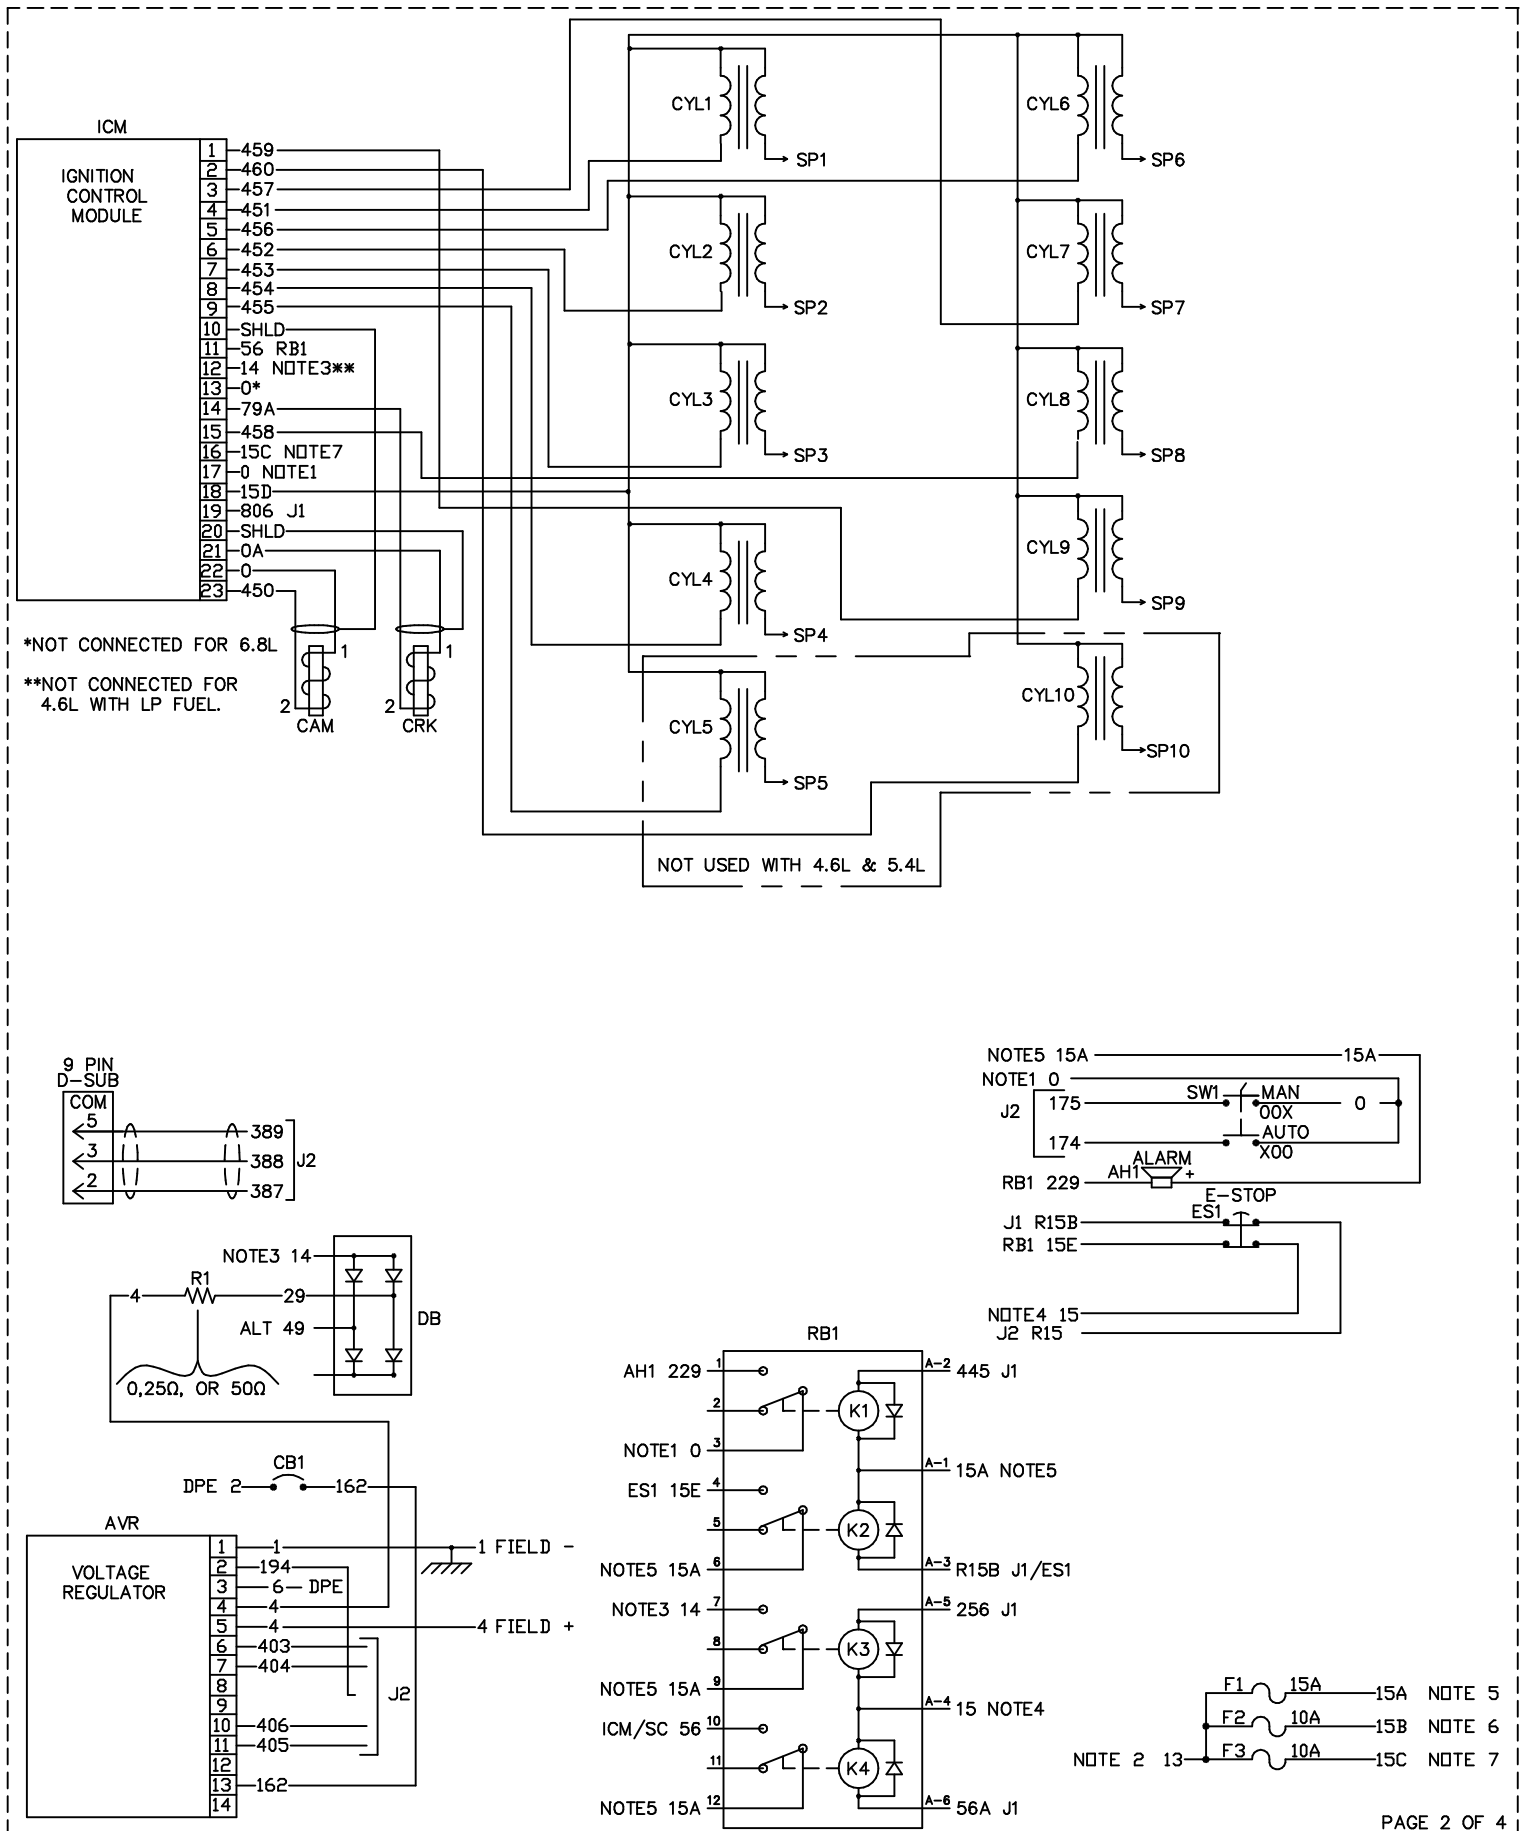 ICM
IGNITION
CONTROL
MODULE
1 459
2 460
3 457
4 451
5 456
6 452
7 453
8 454
9 455
10 SHLD
11 56 RB1
12 14 NOTE3**
13 0*
14 79A
15 458
16 15C NOTE7
17 0 NOTE1
18 15D
19 806 J1
20 SHLD
21 0A
22 0
23 450
*NOT CONNECTED FOR 6.8L
**NOT CONNECTED FOR
4.6L WITH LP FUEL.
1
2
CAM
1
2
CRK
CYL1
SP1
CYL2
SP2
CYL3
SP3
CYL4
SP4
CYL5
SP5
CYL6
SP6
CYL7
SP7
CYL8
SP8
CYL9
SP9
CYL10
SP10
NOT USED WITH 4.6L & 5.4L
9 PIN
D-SUB
COM
5 389
3 388
2 387
J2
NOTE5 15A 15A
NOTE1 0
J2
175 SW1 MAN 0
00X
174 AUTO
X00
ALARM
RB1 229 AH1 +
E-STOP
ES1
J1 R15B
RB1 15E
NOTE4 15
J2 R15
NOTE3 14
4 R1 29
ALT 49
DB
0,25Ω, OR 50Ω
CB1
DPE 2 162
AVR
VOLTAGE
REGULATOR
1 1 1 FIELD -
2 194
3 6 DPE
4 4
5 4 4 FIELD +
6 403
7 404
8
9
10 406
11 405
12
13 162
14
J2
RB1
AH1 229 1
2
NOTE1 0 3
ES1 15E 4
5
NOTE5 15A 6
NOTE3 14 7
8
NOTE5 15A 9
ICM/SC 56 10
11
NOTE5 15A 12
K1
K2
K3
K4
A-2 445 J1
A-1 15A NOTE5
A-3 R15B J1/ES1
A-5 256 J1
A-4 15 NOTE4
A-6 56A J1
NOTE 2 13
F1 15A 15A NOTE 5
F2 10A 15B NOTE 6
F3 10A 15C NOTE 7
PAGE 2 OF 4